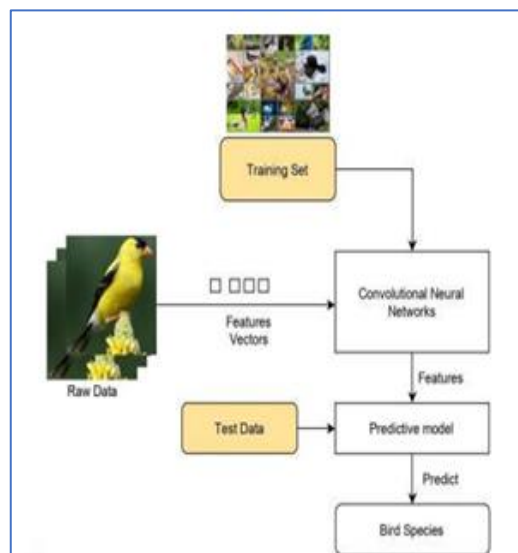 Training Set
Features
Vectors
Convolutional Neural
Networks
Raw Data
Features
Test Data
Predictive model
Predict
Bird Species